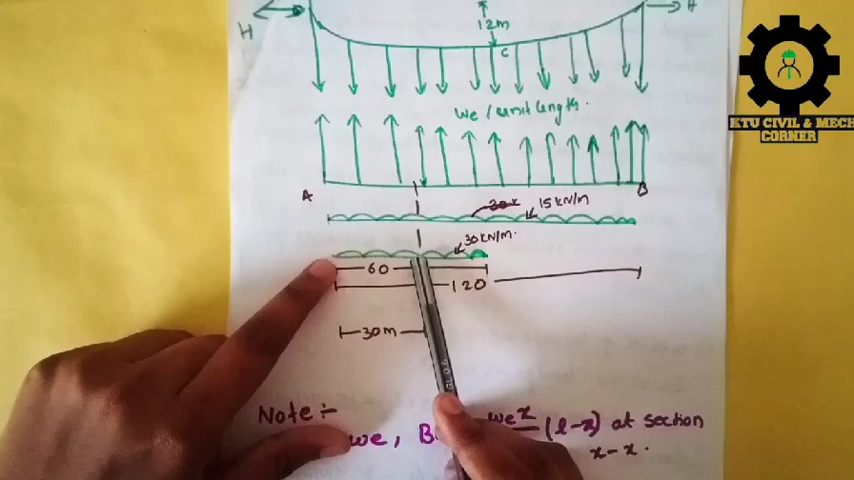 H
H
12m
C
We / unit length.
A
B
15 KN/m
30 KN/m.
60
120
30m
Note :-
we, B
wex (l-x) at section
x-x.
KTU CIVIL & MECH
CORNER